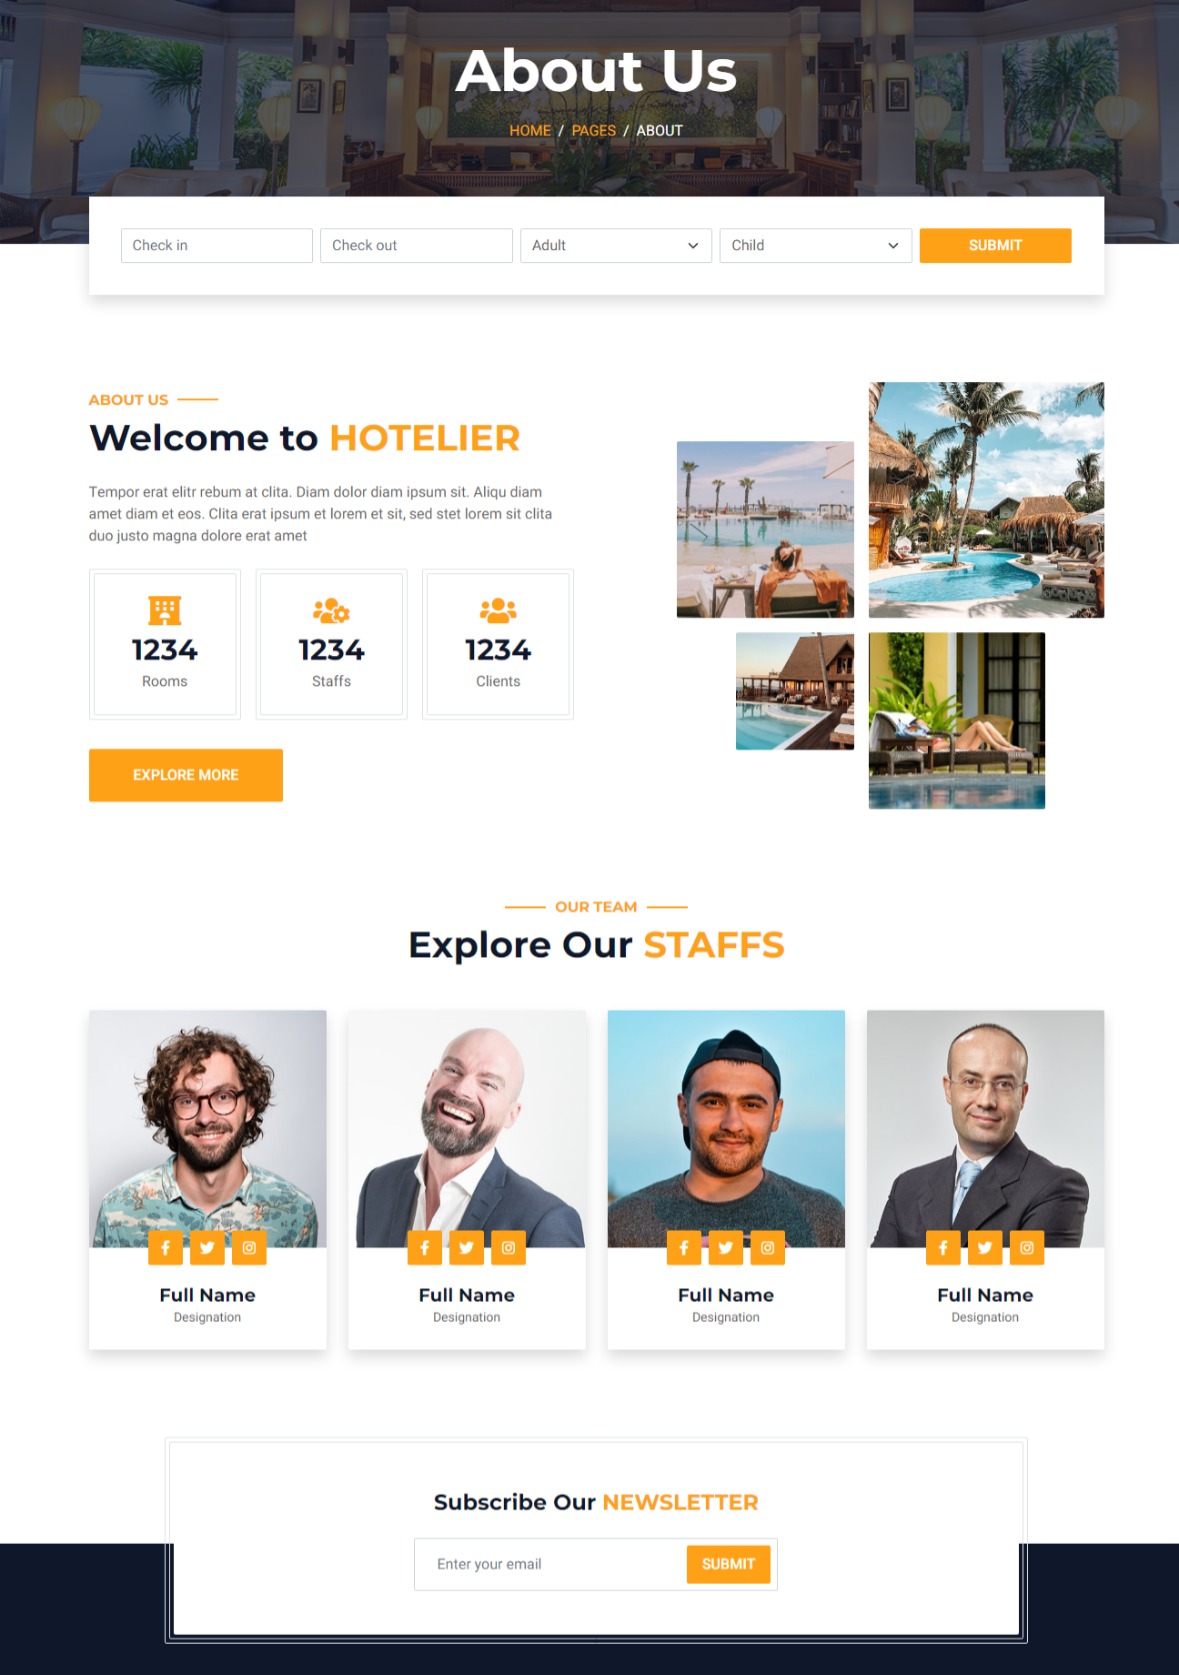 About Us
HOME / PAGES / ABOUT
Check in
Check out
Adult
Child
SUBMIT
ABOUT US
Welcome to HOTELIER
Tempor erat elitr rebum at clita. Diam dolor diam ipsum sit. Aliqu diam
amet diam et eos. Clita erat ipsum et lorem et sit, sed stet lorem sit clita
duo justo magna dolore erat amet
1234
Rooms
1234
Staffs
1234
Clients
EXPLORE MORE
OUR TEAM
Explore Our STAFFS
Full Name
Designation
Full Name
Designation
Full Name
Designation
Full Name
Designation
Subscribe Our NEWSLETTER
Enter your email
SUBMIT